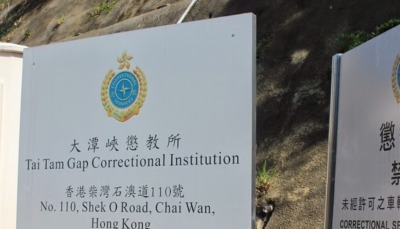 大潭峽懲教所
Tai Tam Gap Correctional Institution
香港柴灣石澳道110號
No. 110, Shek O Road, Chai Wan,
Hong Kong
懲
禁
未經許可之車輛
CORRECTIONAL SE